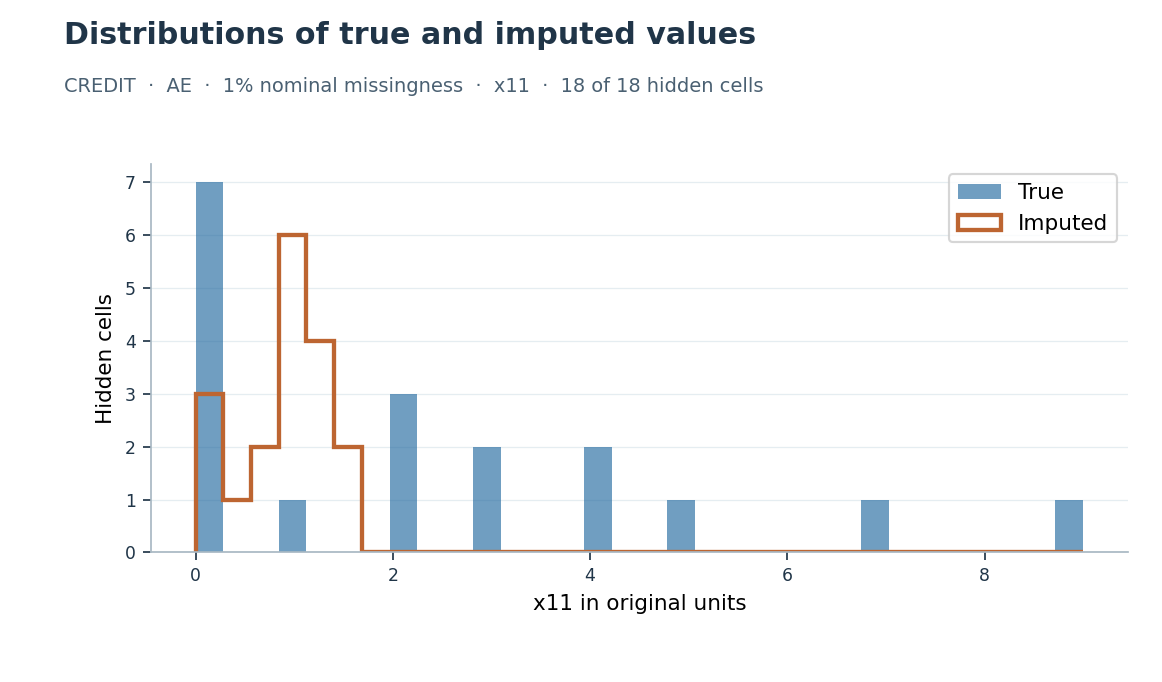 Distributions of true and imputed values
CREDIT · AE · 1% nominal missingness · x11 · 18 of 18 hidden cells
True
Imputed
Hidden cells
7
6
5
4
3
2
1
0
0 2 4 6 8
x11 in original units